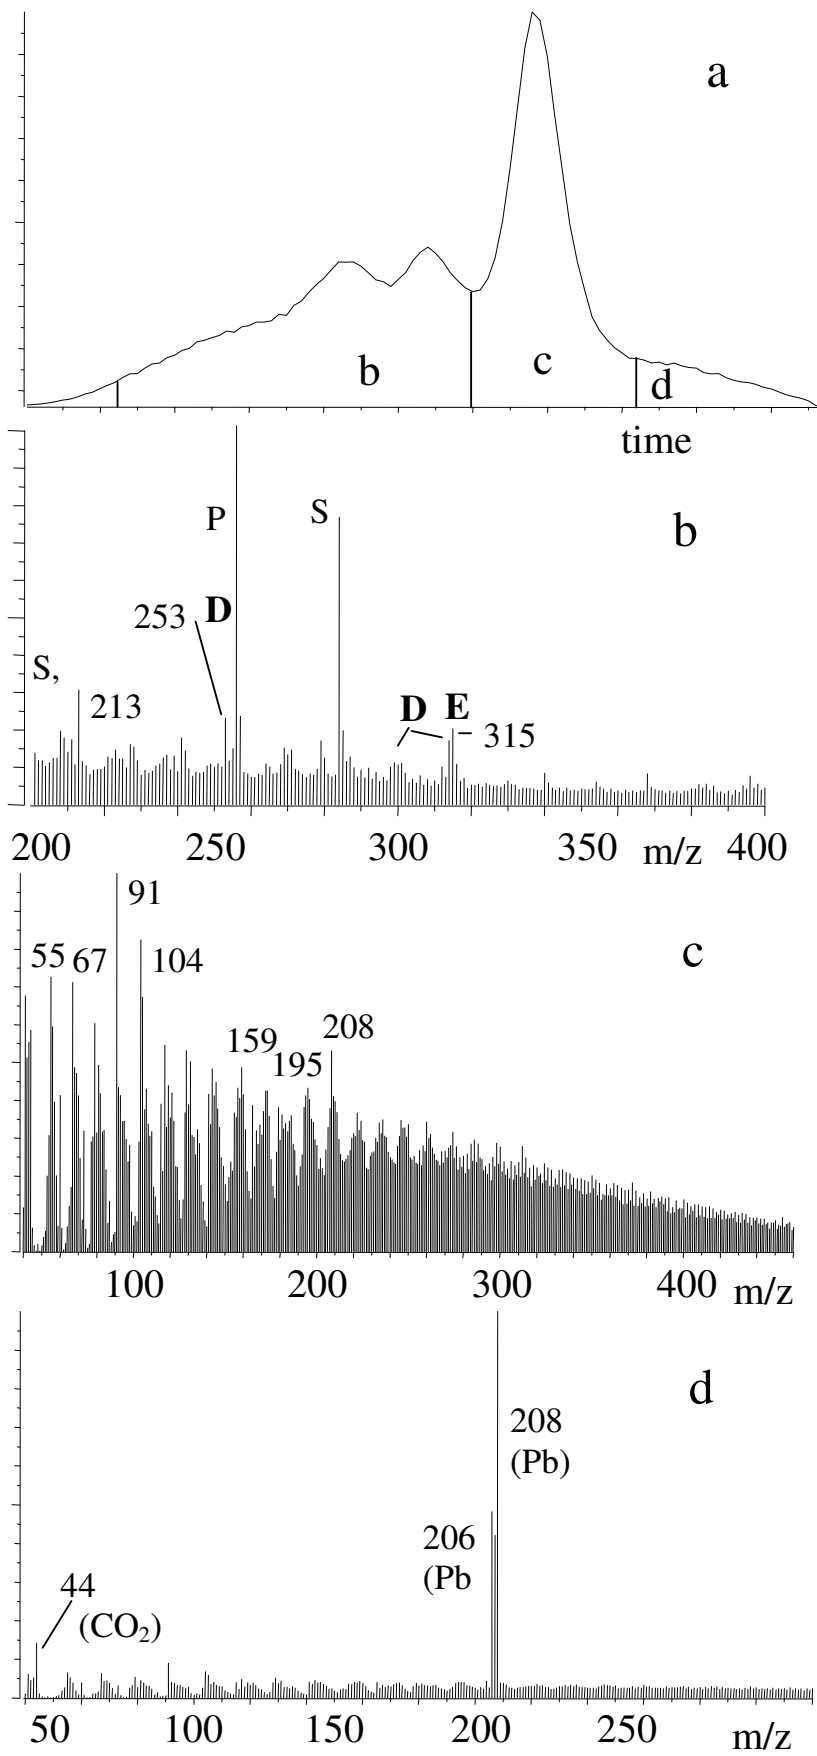 a
b
c
d
time
b
P
S
253 D
S,
213
D E
315
200 250 300 350 m/z 400
91
55
67
104
c
208
159
195
100 200 300 400 m/z
d
208
(Pb)
206
(Pb
44
(CO₂)
50 100 150 200 250 m/z